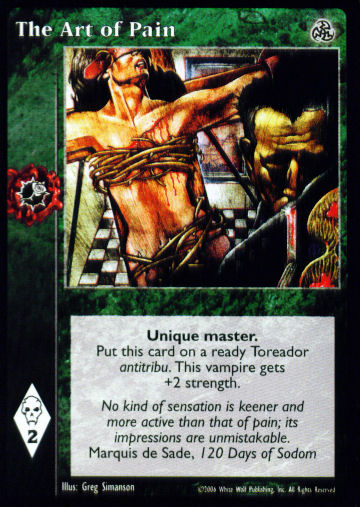 The Art of Pain
Unique master.
Put this card on a ready Toreador
antitribu. This vampire gets
+2 strength.
No kind of sensation is keener and
more active than that of pain; its
impressions are unmistakable.
Marquis de Sade, 120 Days of Sodom
2
Illus: Greg Simanson
©2006 White Wolf Publishing, Inc. All Rights Reserved.